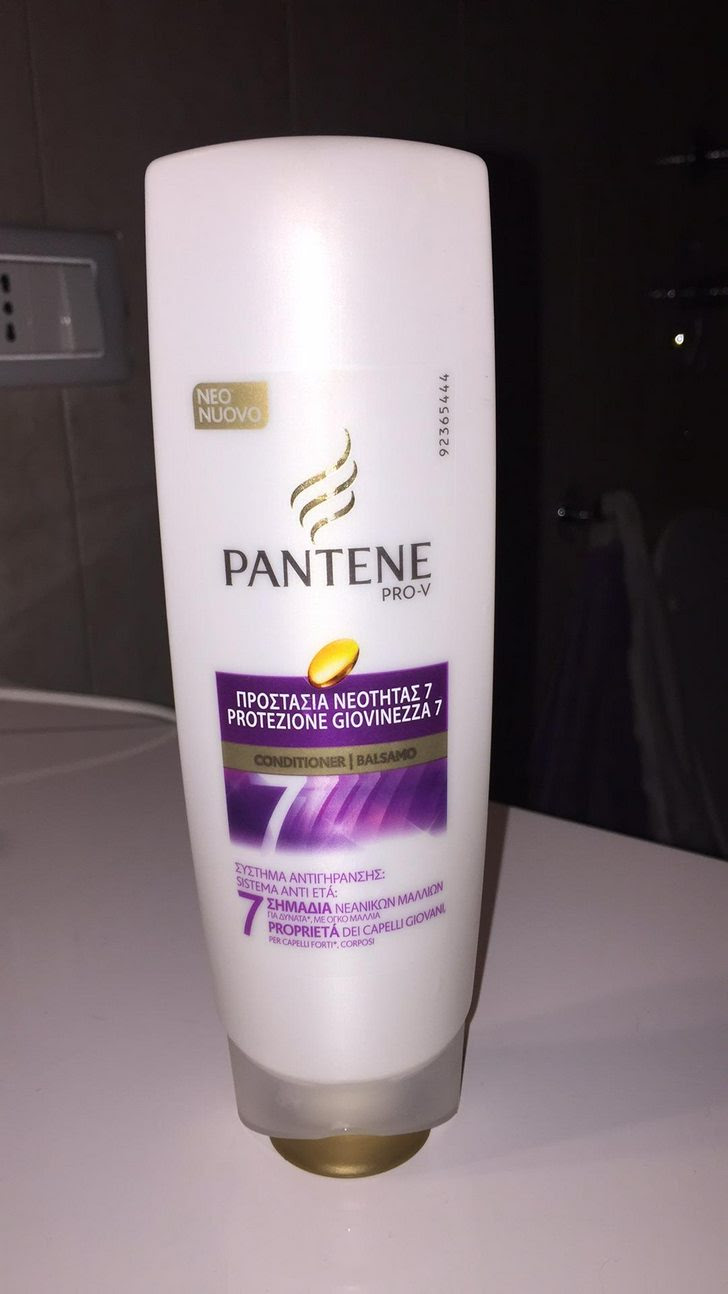 ΝΕΟ
NUOVO
92365444
PANTENE
PRO-V
ΠΡΟΣΤΑΣΙΑ ΝΕΟΤΗΤΑΣ 7
PROTEZIONE GIOVINEZZA 7
CONDITIONER | BALSAMO
7
ΣΥΣΤΗΜΑ ΑΝΤΙΓΗΡΑΝΣΗΣ:
SISTEMA ANTI ETÀ:
7 ΣΗΜΑΔΙΑ ΝΕΑΝΙΚΩΝ ΜΑΛΛΙΩΝ
ΓΙΑ ΔΥΝΑΤΑ*, ΜΕ ΟΓΚΟ ΜΑΛΛΙΑ
PROPRIETÀ DEI CAPELLI GIOVANI,
PER CAPELLI FORTI*, CORPOSI